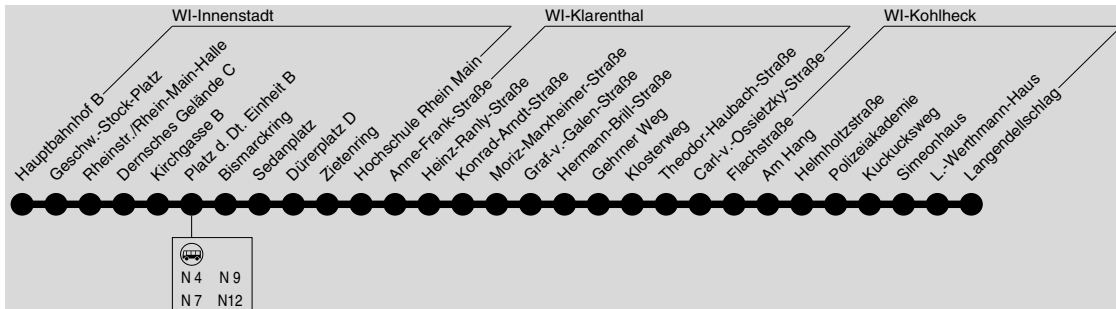 WI-Innenstadt
WI-Klarenthal
WI-Kohlheck
Hauptbahnhof B
Geschw.-Stock-Platz
Rheinstr./Rhein-Main-Halle
Dernsches Gelände C
Kirchgasse B
Platz d. Dt. Einheit B
Bismarckring
Sedanplatz
Dürerplatz D
Zietenring
Hochschule Rhein Main
Anne-Frank-Straße
Heinz-Ranly-Straße
Konrad-Arndt-Straße
Moriz-Marxheimer-Straße
Graf-v.-Galen-Straße
Hermann-Brill-Straße
Gehrner Weg
Klosterweg
Theodor-Haubach-Straße
Carl-v.-Ossietzky-Straße
Flachstraße
Am Hang
Helmholtzstraße
Polizeiakademie
Kuckucksweg
Simeonhaus
L.-Werthmann-Haus
Langendellschlag
N 4 N 9
N 7 N12